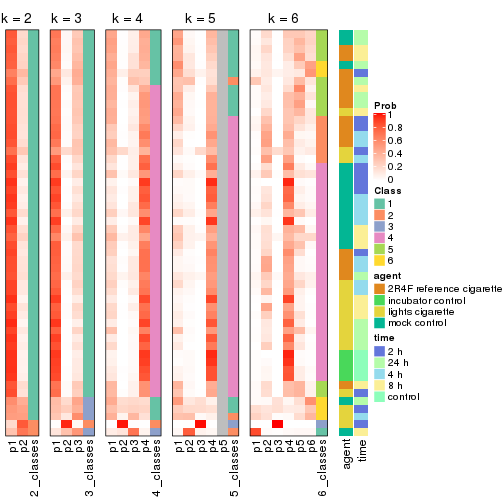 k = 2 k = 3 k = 4 k = 5 k = 6
Prob
1
0.8
0.6
0.4
0.2
0
Class
1
2
3
4
5
6
agent
2R4F reference cigarette
incubator control
lights cigarette
mock control
time
2 h
24 h
4 h
8 h
control
p1 p2 2_classes p1 p2 p3 3_classes p1 p2 p3 p4 4_classes p1 p2 p3 p4 p5 5_classes p1 p2 p3 p4 p5 p6 6_classes agent time